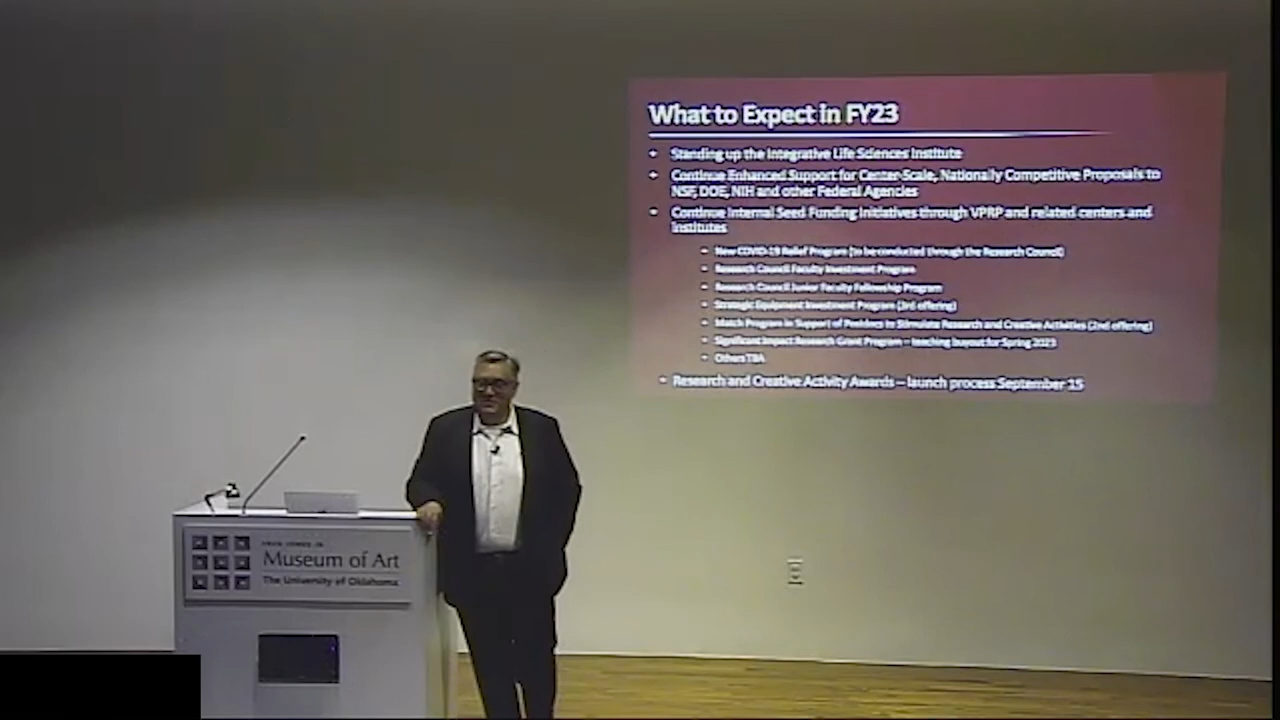 What to Expect in FY23
Standing up the Integrative Life Sciences Institute
Continue Enhanced Support for Center-Scale, Nationally Competitive Proposals to
NSF, DOE, NIH and other Federal Agencies
Continue Internal Seed Funding Initiatives through VPRP and related centers and
institutes
New COVID-19 Relief Program (to be conducted through the Research Council)
Research Council Faculty Investment Program
Research Council Junior Faculty Fellowship Program
Strategic Equipment Investment Program (3rd offering)
Match Program in Support of Postdocs to Stimulate Research and Creative Activities (2nd offering)
Significant Impact Research Grant Program – teaching buyout for Spring 2023
Others TBA
Research and Creative Activity Awards – launch process September 15
FRED JONES JR.
Museum of Art
The University of Oklahoma